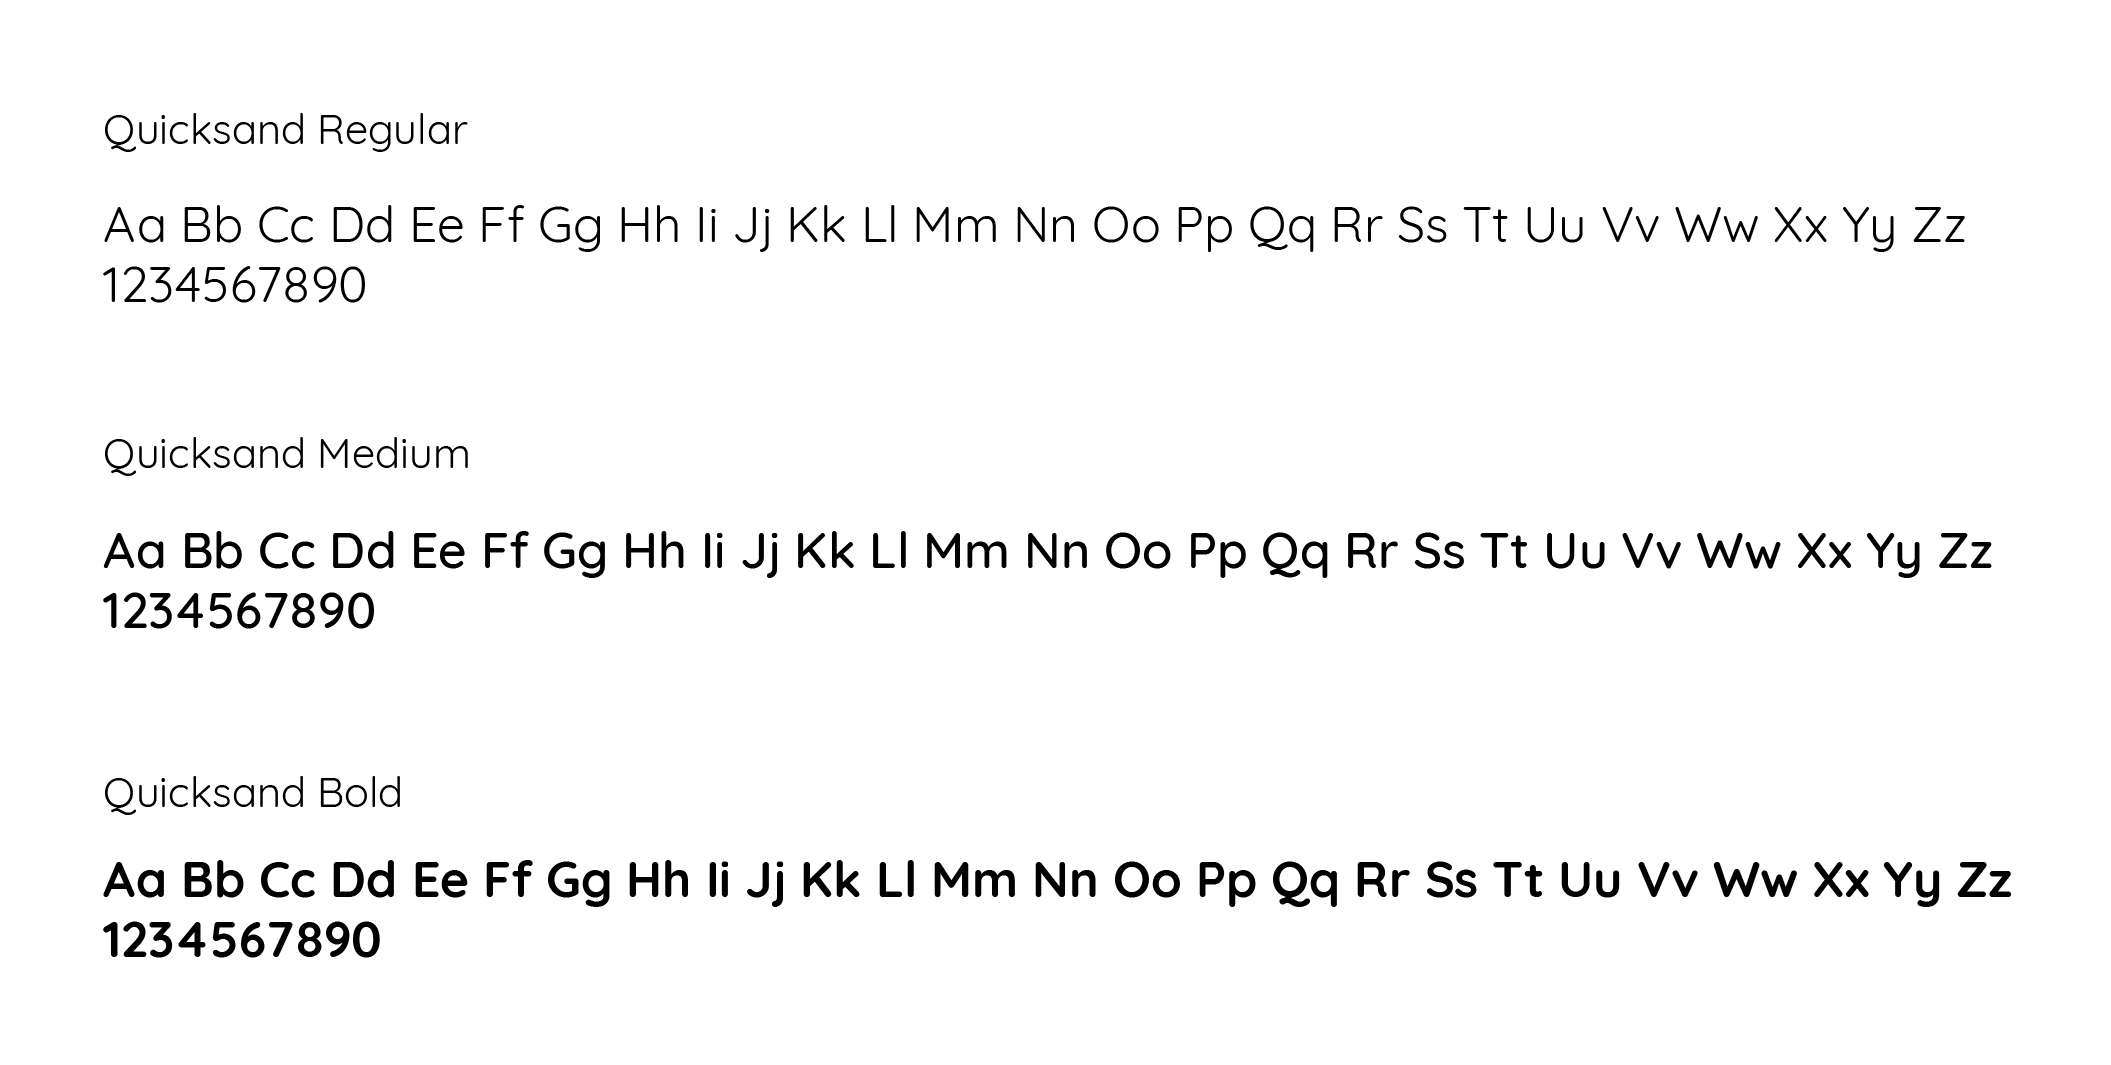 Quicksand Regular
Aa Bb Cc Dd Ee Ff Gg Hh Ii Jj Kk Ll Mm Nn Oo Pp Qq Rr Ss Tt Uu Vv Ww Xx Yy Zz
1234567890
Quicksand Medium
Aa Bb Cc Dd Ee Ff Gg Hh Ii Jj Kk Ll Mm Nn Oo Pp Qq Rr Ss Tt Uu Vv Ww Xx Yy Zz
1234567890
Quicksand Bold
Aa Bb Cc Dd Ee Ff Gg Hh Ii Jj Kk Ll Mm Nn Oo Pp Qq Rr Ss Tt Uu Vv Ww Xx Yy Zz
1234567890